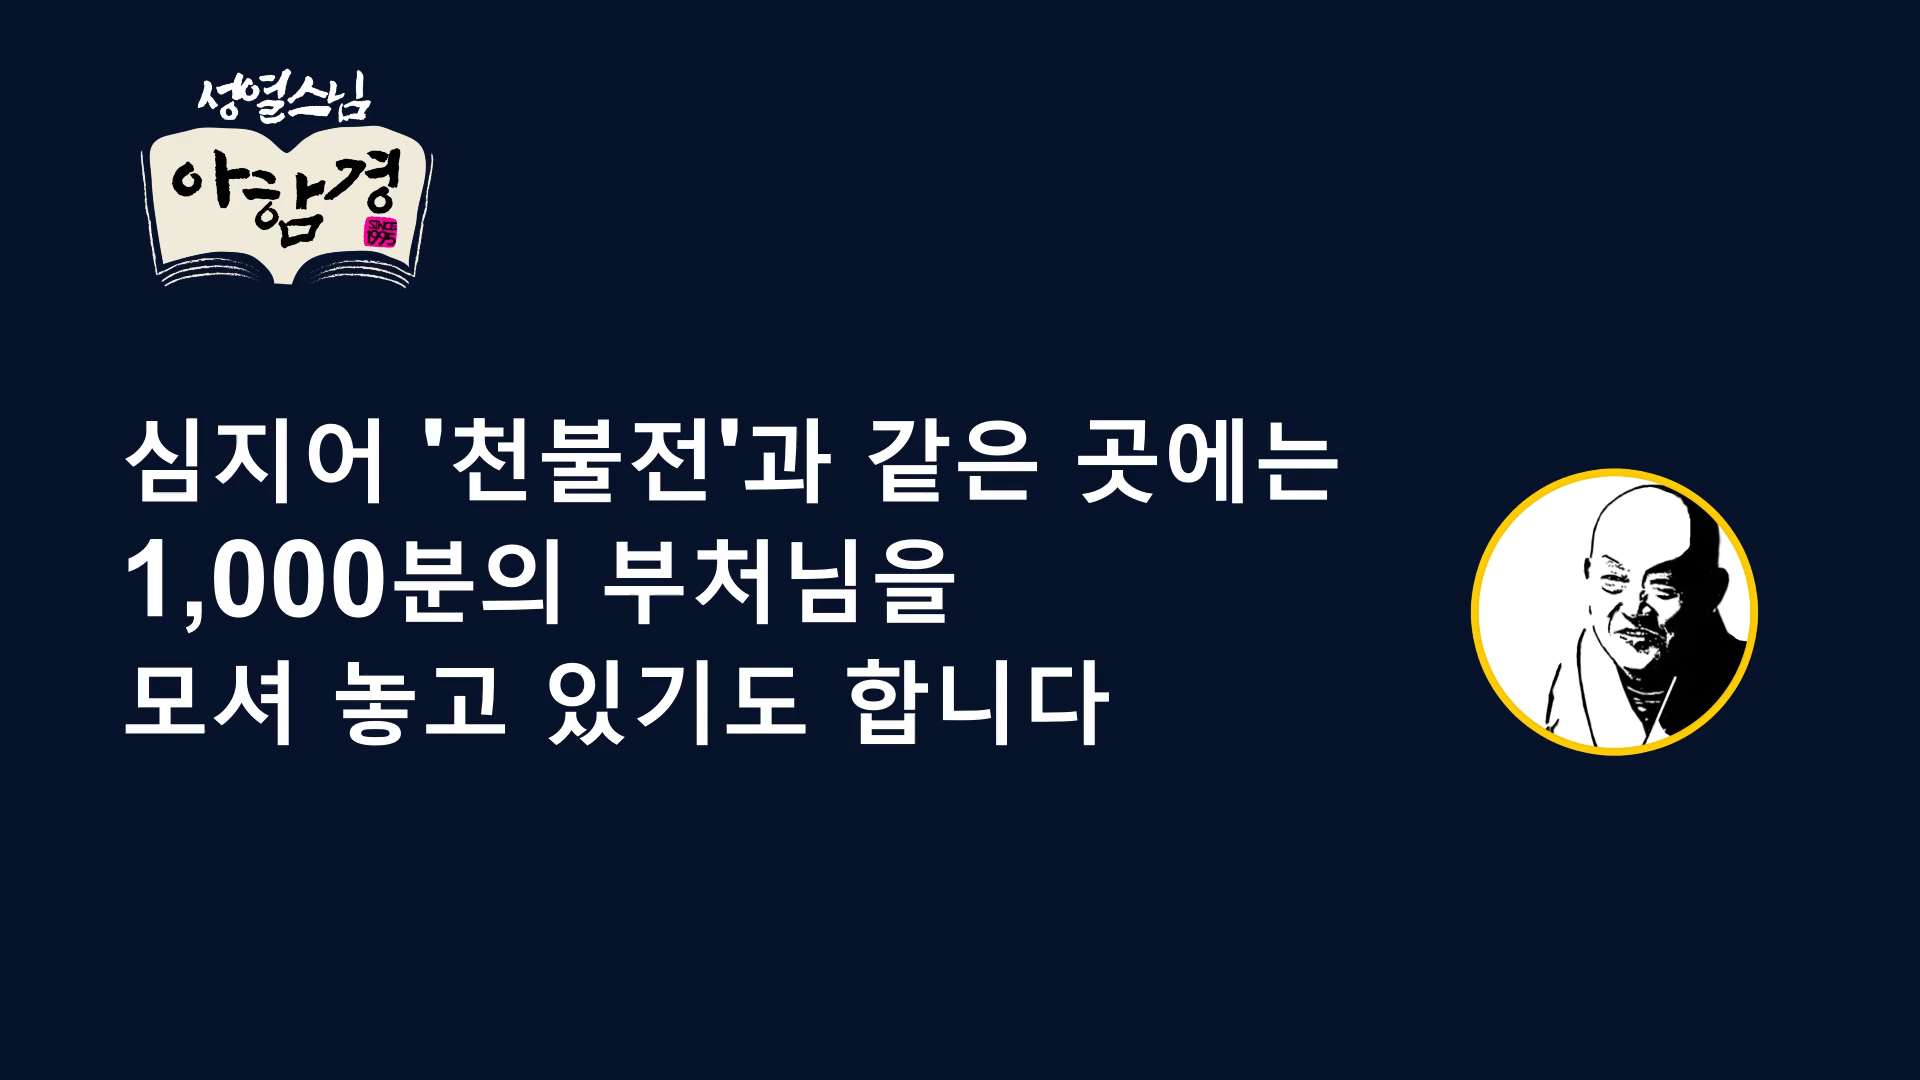 성열스님
아함경
SINCE
1995
심지어 '천불전'과 같은 곳에는
1,000분의 부처님을
모셔 놓고 있기도 합니다